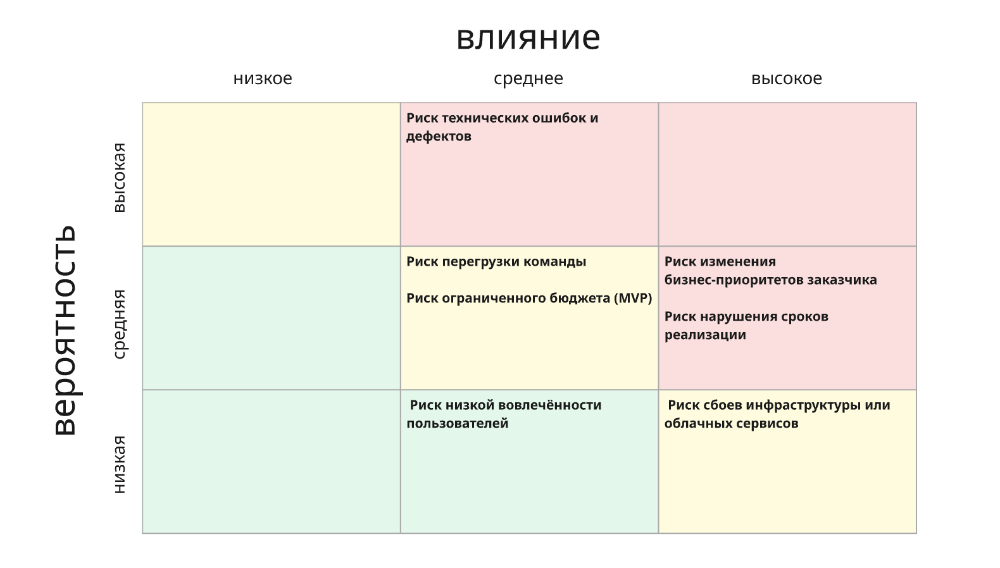 влияние
низкое
среднее
высокое
вероятность
высокая
Риск технических ошибок и
дефектов
средняя
Риск перегрузки команды
Риск ограниченного бюджета (MVP)
Риск изменения
бизнес-приоритетов заказчика
Риск нарушения сроков
реализации
низкая
Риск низкой вовлечённости
пользователей
Риск сбоев инфраструктуры или
облачных сервисов